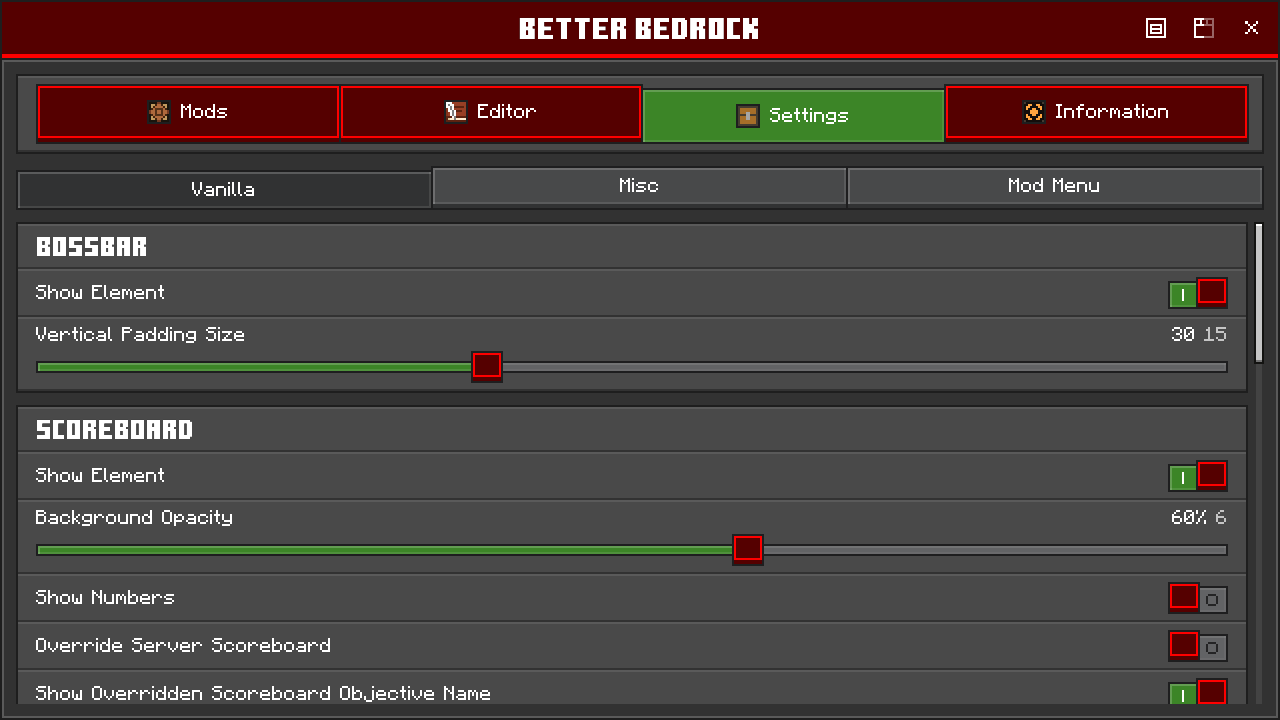 BETTER BEDROCK
Mods Editor Settings Information
Vanilla Misc Mod Menu
BOSSBAR
Show Element
Vertical Padding Size 30 15
SCOREBOARD
Show Element
Background Opacity 60% 6
Show Numbers
Override Server Scoreboard
Show Overridden Scoreboard Objective Name